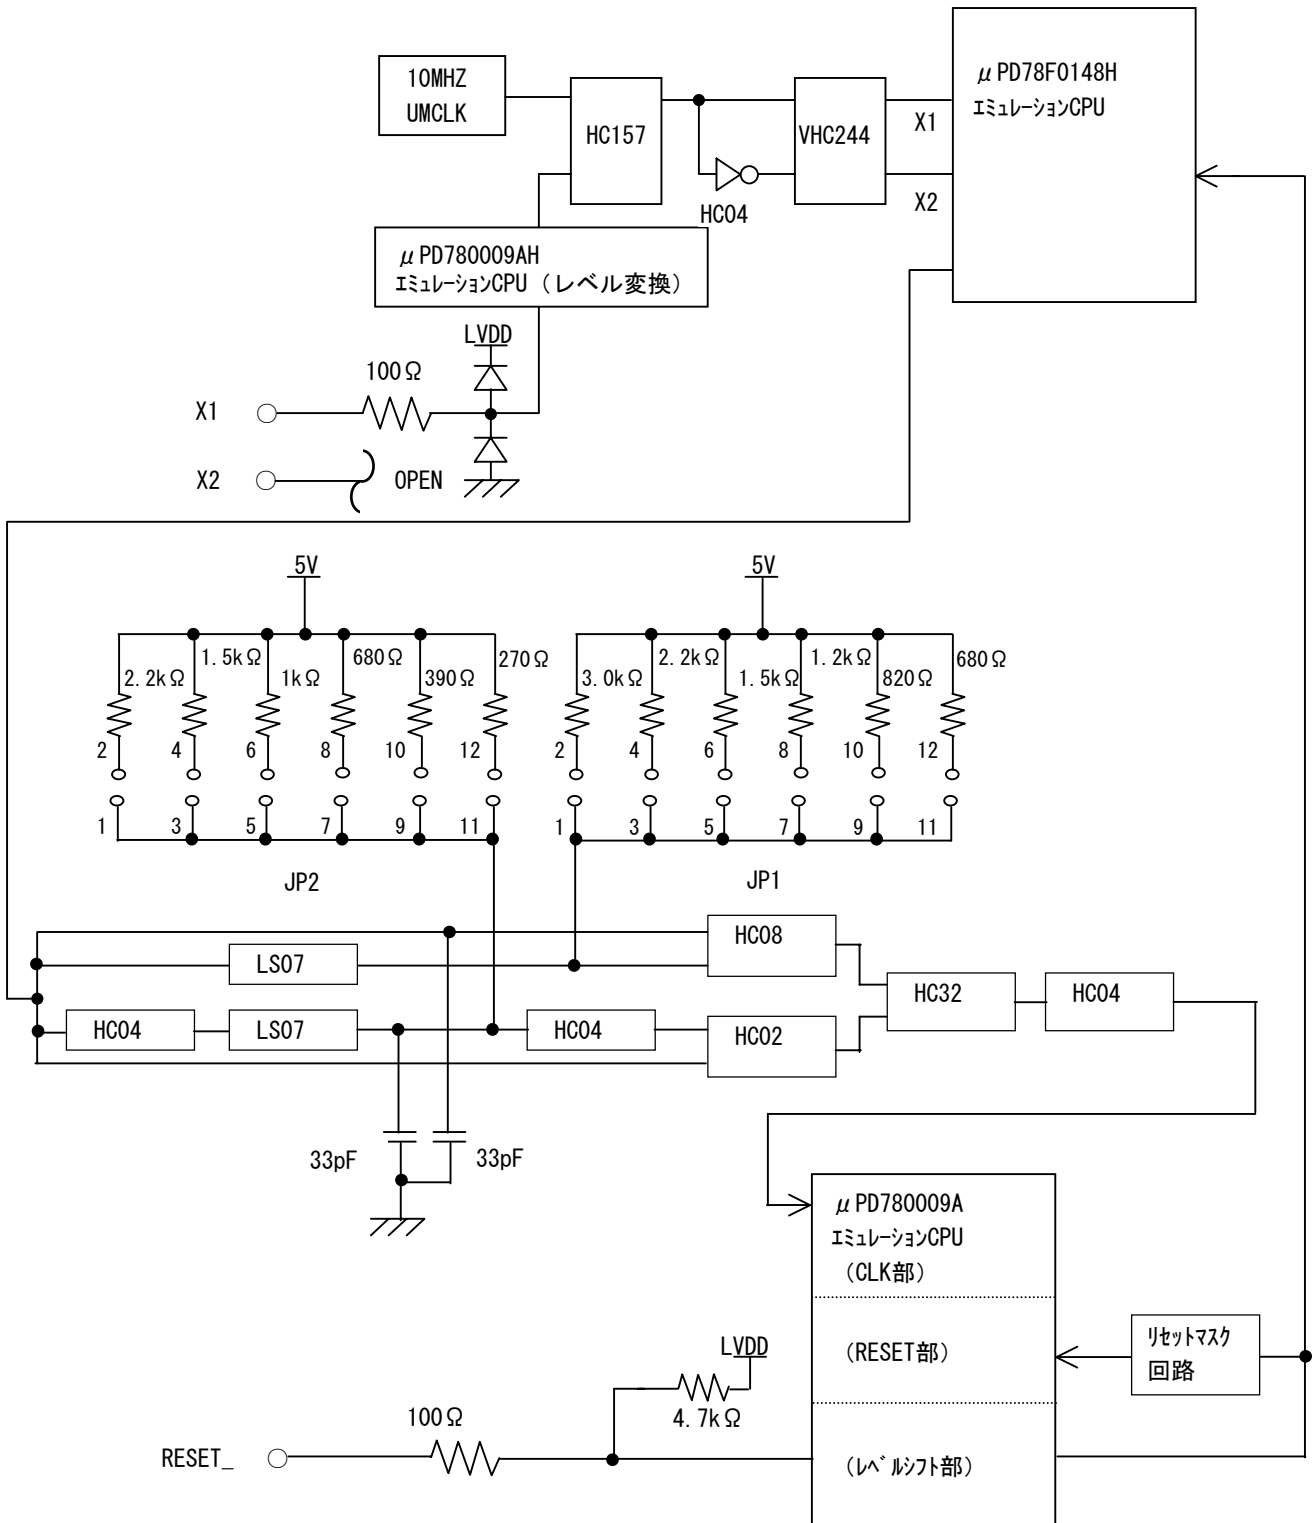 10MHZ
UMCLK
HC157
VHC244
HC04
X1
X2
μPD78F0148H
エミュレーションCPU
μPD780009AH
エミュレーションCPU（レベル変換）
LVDD
100Ω
X1
X2
OPEN
5V
2.2kΩ
1.5kΩ
1kΩ
680Ω
390Ω
270Ω
2
4
6
8
10
12
1
3
5
7
9
11
JP2
5V
3.0kΩ
2.2kΩ
1.5kΩ
1.2kΩ
820Ω
680Ω
2
4
6
8
10
12
1
3
5
7
9
11
JP1
LS07
HC08
HC04
LS07
HC04
HC02
HC32
HC04
33pF
33pF
μPD780009A
エミュレーションCPU
（CLK部）
（RESET部）
（レベルシフト部）
リセットマスク
回路
LVDD
4.7kΩ
100Ω
RESET_